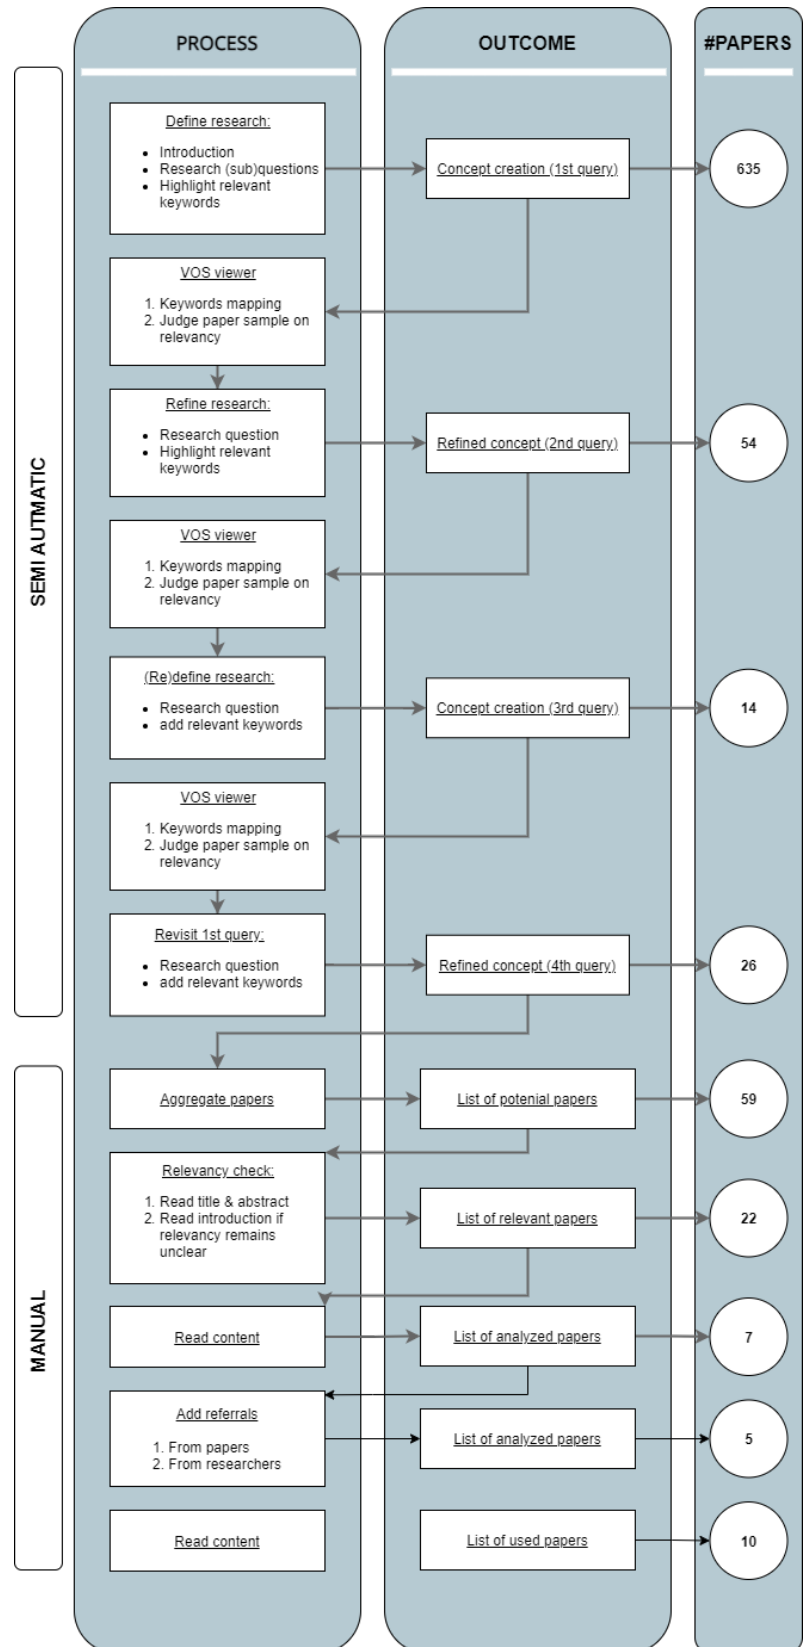 PROCESS
OUTCOME
#PAPERS
SEMI AUTMATIC
Define research:
• Introduction
• Research (sub)questions
• Highlight relevant
keywords
Concept creation (1st query)
635
VOS viewer
1. Keywords mapping
2. Judge paper sample on
relevancy
Refine research:
• Research question
• Highlight relevant
keywords
Refined concept (2nd query)
54
VOS viewer
1. Keywords mapping
2. Judge paper sample on
relevancy
(Re)define research:
• Research question
• add relevant keywords
Concept creation (3rd query)
14
VOS viewer
1. Keywords mapping
2. Judge paper sample on
relevancy
Revisit 1st query:
• Research question
• add relevant keywords
Refined concept (4th query)
26
MANUAL
Aggregate papers
List of potenial papers
59
Relevancy check:
1. Read title & abstract
2. Read introduction if
relevancy remains
unclear
List of relevant papers
22
Read content
List of analyzed papers
7
Add referrals
1. From papers
2. From researchers
List of analyzed papers
5
Read content
List of used papers
10